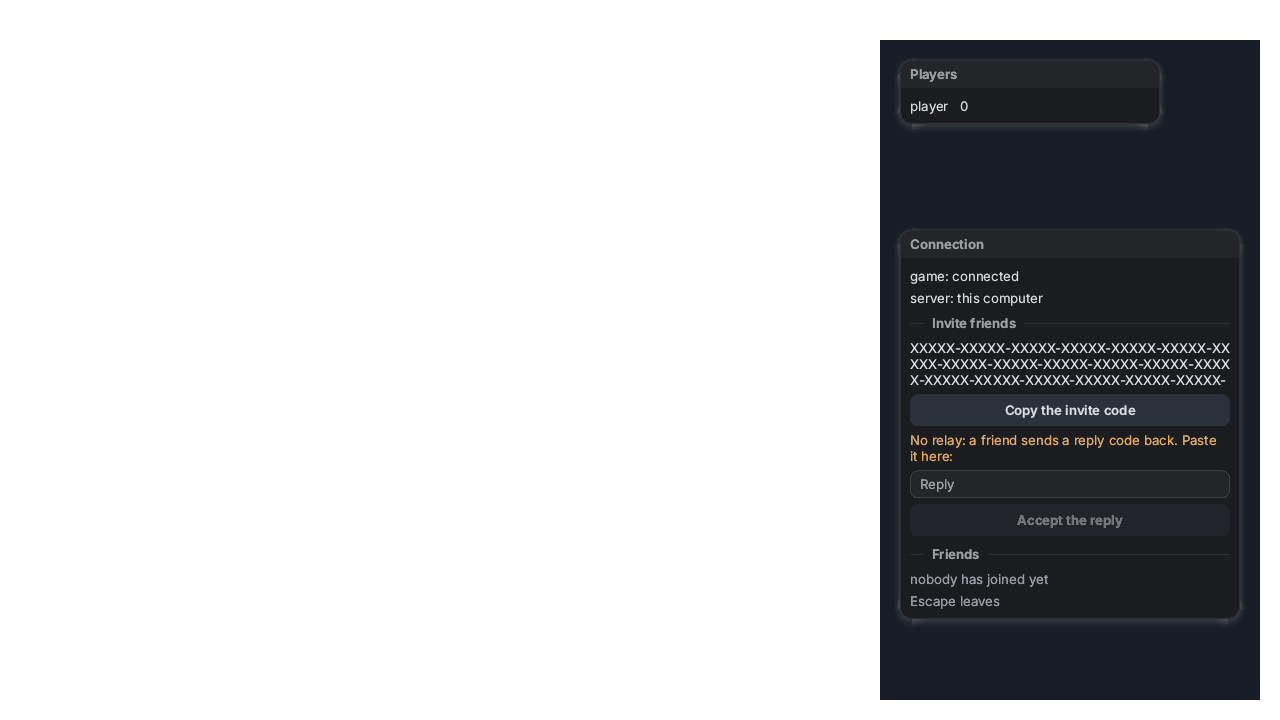 Players
player 0
Connection
game: connected
server: this computer
Invite friends
XXXXX-XXXXX-XXXXX-XXXXX-XXXXX-XXXXX-XX
XXX-XXXXX-XXXXX-XXXXX-XXXXX-XXXXX-XXXX
X-XXXXX-XXXXX-XXXXX-XXXXX-XXXXX-XXXXX-
Copy the invite code
No relay: a friend sends a reply code back. Paste
it here:
Reply
Accept the reply
Friends
nobody has joined yet
Escape leaves